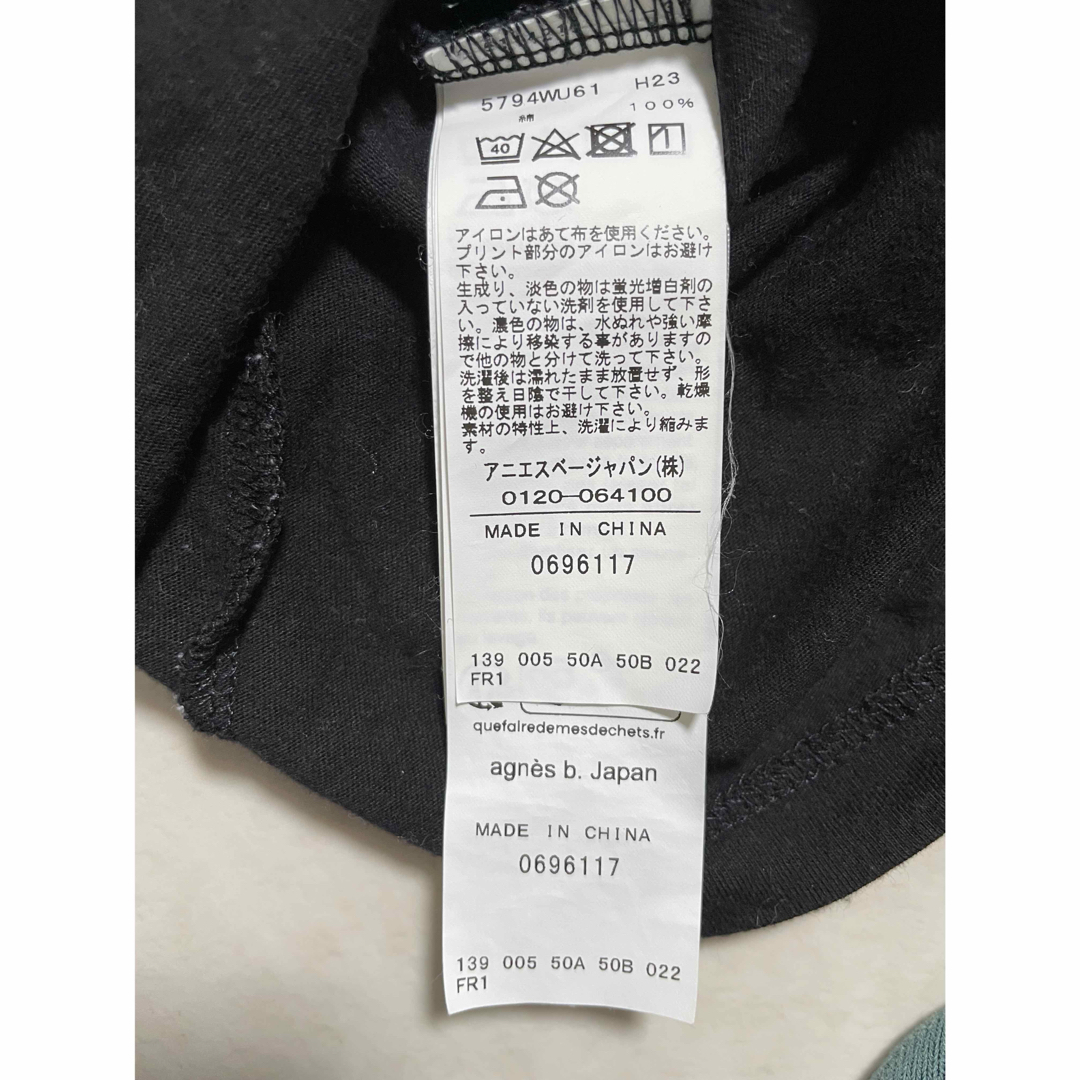 5794WJ61 H23
綿 100%
40
アイロンはあて布を使用ください。
プリント部分のアイロンはお避け
下さい。
生成り、淡色の物は蛍光増白剤の
入っていない洗剤を使用して下さ
い。濃色の物は、水ぬれや強い摩
擦により移染する事がありますの
で他の物と分けて洗って下さい。
洗濯後は濡れたまま放置せず、形
を整え日陰で干して下さい。乾燥
機の使用はお避け下さい。
素材の特性上、洗濯により縮みま
す。
アニエスベージャパン(株)
0120-064100
MADE IN CHINA
0696117
139 005 50A 50B 022
FR1
quefairedemesdechets.fr
agnès b. Japan
MADE IN CHINA
0696117
139 005 50A 50B 022
FR1